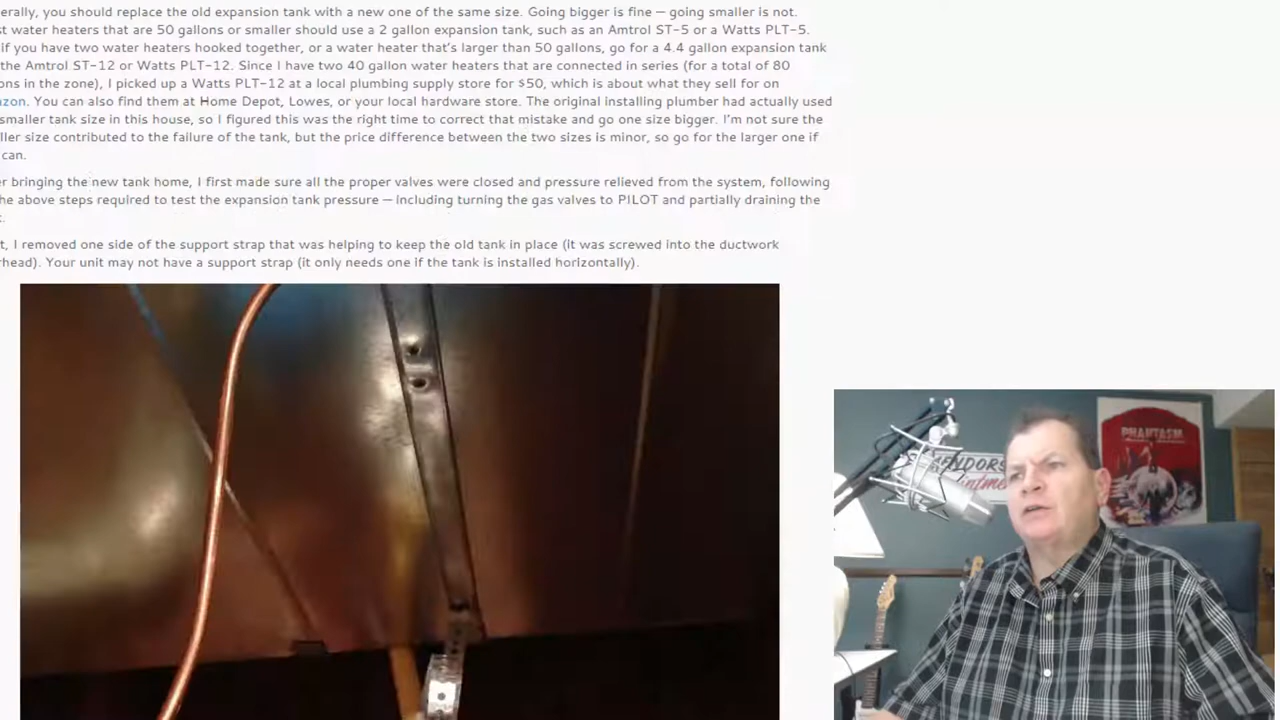 erally, you should replace the old expansion tank with a new one of the same size. Going bigger is fine — going smaller is not.
st water heaters that are 50 gallons or smaller should use a 2 gallon expansion tank, such as an Amtrol ST-5 or a Watts PLT-5.
if you have two water heaters hooked together, or a water heater that's larger than 50 gallons, go for a 4.4 gallon expansion tank
the Amtrol ST-12 or Watts PLT-12. Since I have two 40 gallon water heaters that are connected in series (for a total of 80
ons in the zone), I picked up a Watts PLT-12 at a local plumbing supply store for $50, which is about what they sell for on
azon. You can also find them at Home Depot, Lowes, or your local hardware store. The original installing plumber had actually used
smaller tank size in this house, so I figured this was the right time to correct that mistake and go one size bigger. I'm not sure the
ller size contributed to the failure of the tank, but the price difference between the two sizes is minor, so go for the larger one if
can.
er bringing the new tank home, I first made sure all the proper valves were closed and pressure relieved from the system, following
he above steps required to test the expansion tank pressure — including turning the gas valves to PILOT and partially draining the
t, I removed one side of the support strap that was helping to keep the old tank in place (it was screwed into the ductwork
rhead). Your unit may not have a support strap (it only needs one if the tank is installed horizontally).
PHANTASM
ENDORS
intme